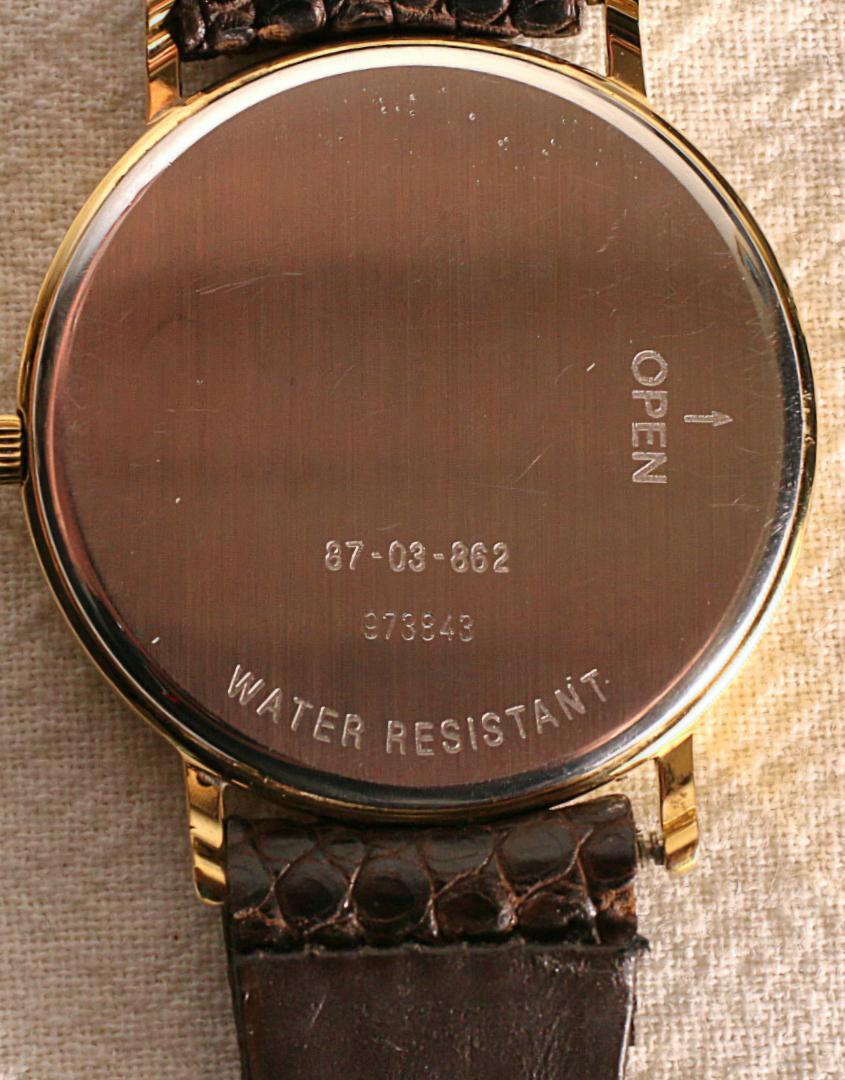 OPEN
87-03-862
973843
WATER RESISTANT